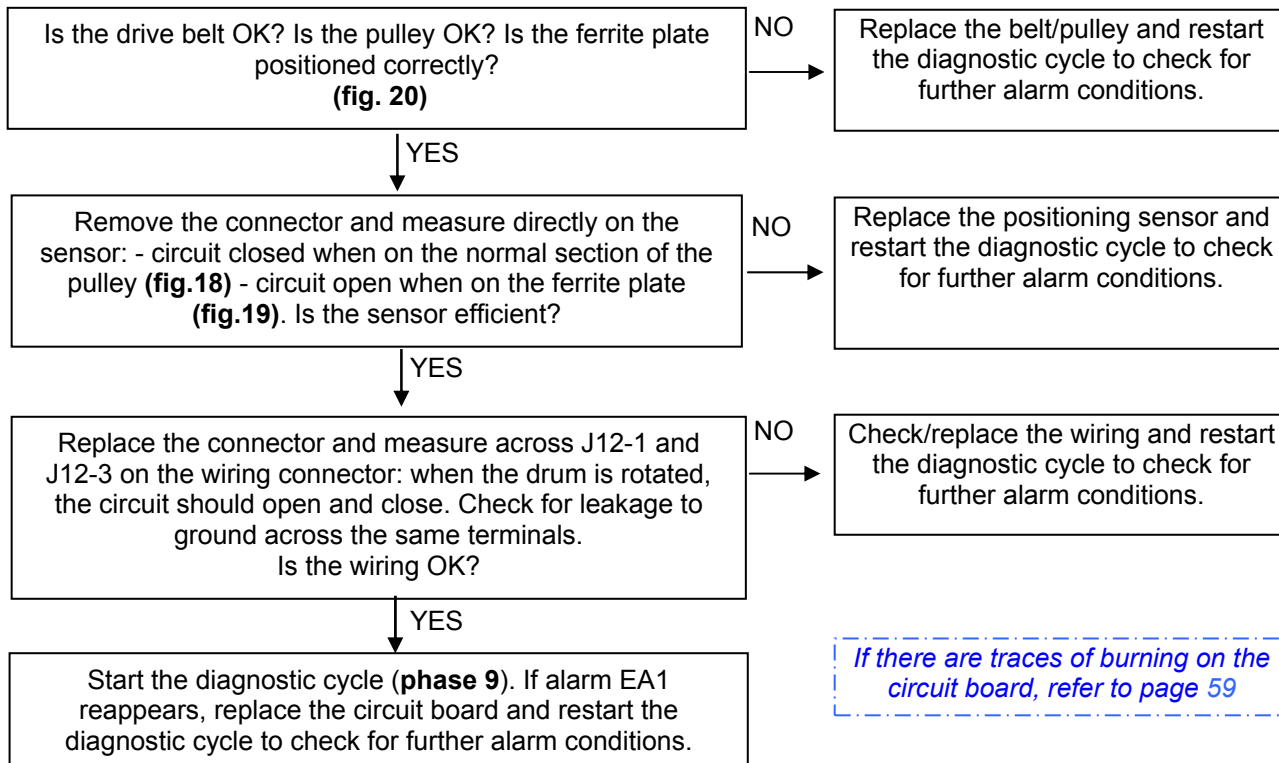 Is the drive belt OK? Is the pulley OK? Is the ferrite plate
positioned correctly?
(fig. 20)
NO
Replace the belt/pulley and restart
the diagnostic cycle to check for
further alarm conditions.
YES
Remove the connector and measure directly on the
sensor: - circuit closed when on the normal section of the
pulley (fig.18) - circuit open when on the ferrite plate
(fig.19). Is the sensor efficient?
NO
Replace the positioning sensor and
restart the diagnostic cycle to check
for further alarm conditions.
YES
Replace the connector and measure across J12-1 and
J12-3 on the wiring connector: when the drum is rotated,
the circuit should open and close. Check for leakage to
ground across the same terminals.
Is the wiring OK?
NO
Check/replace the wiring and restart
the diagnostic cycle to check for
further alarm conditions.
YES
Start the diagnostic cycle (phase 9). If alarm EA1
reappears, replace the circuit board and restart the
diagnostic cycle to check for further alarm conditions.
If there are traces of burning on the
circuit board, refer to page 59